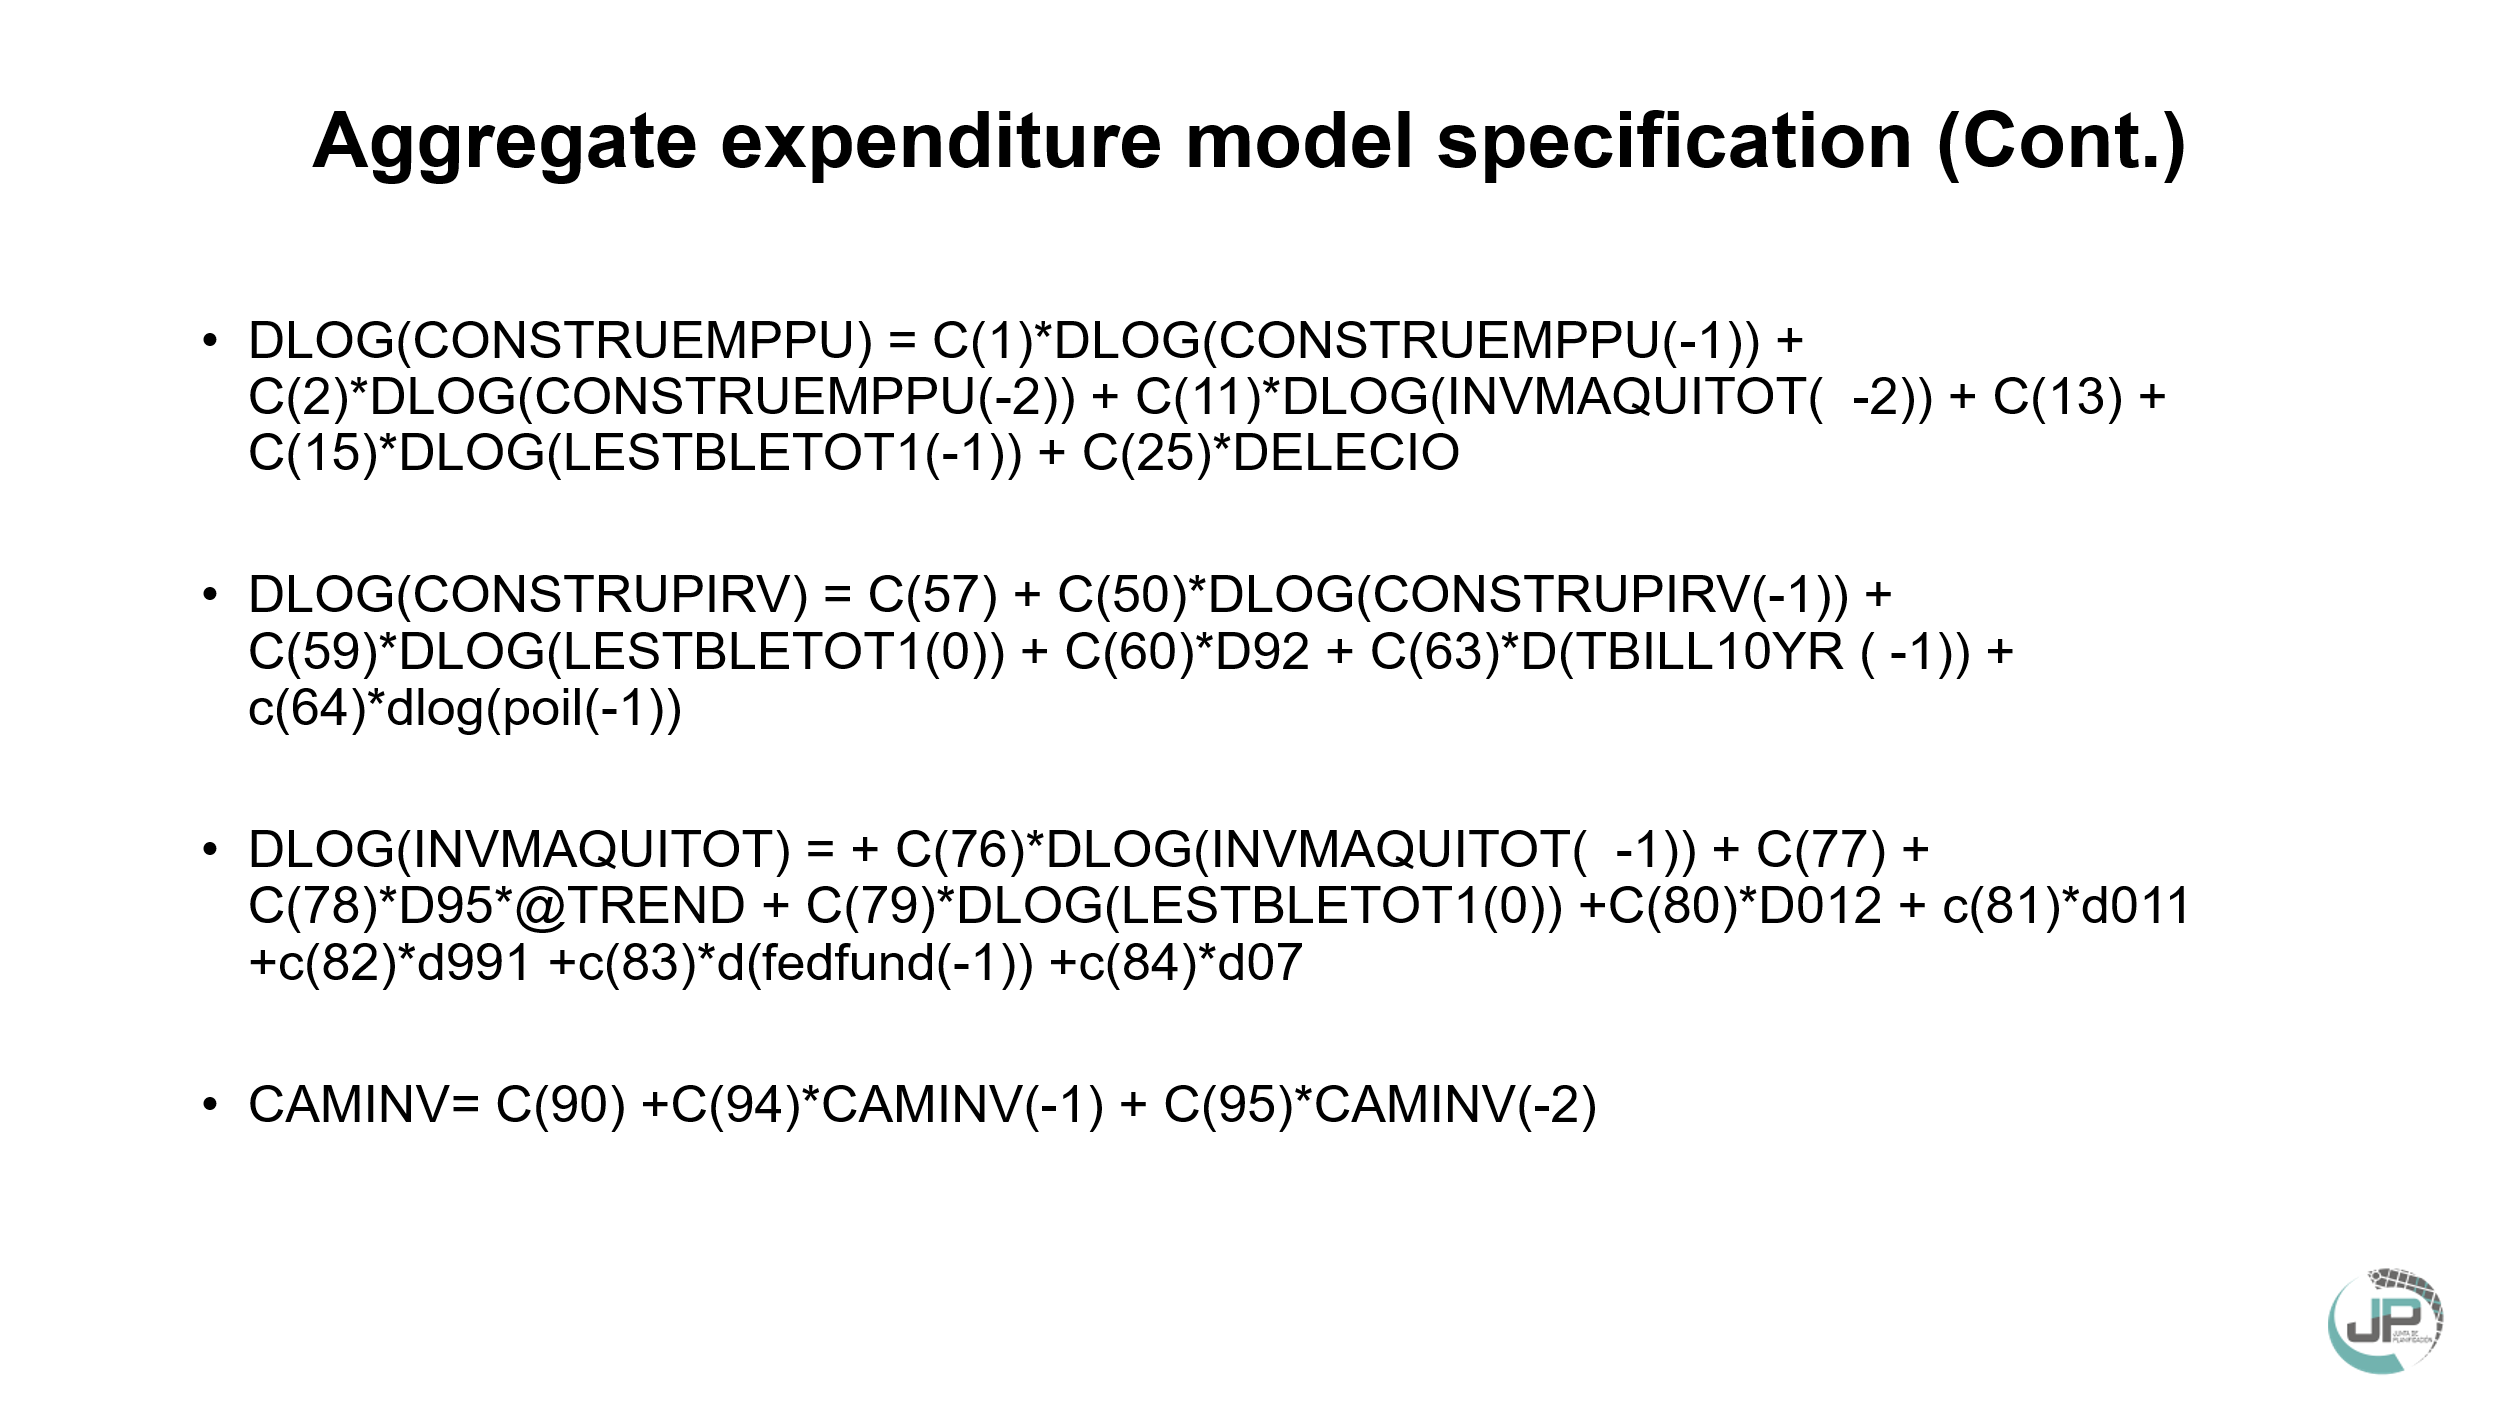 Aggregate expenditure model specification (Cont.)
• DLOG(CONSTRUEMPPU) = C(1)*DLOG(CONSTRUEMPPU(-1)) +
C(2)*DLOG(CONSTRUEMPPU(-2)) + C(11)*DLOG(INVMAQUITOT(  -2)) + C(13) +
C(15)*DLOG(LESTBLETOT1(-1)) + C(25)*DELECIO
• DLOG(CONSTRUPIRV) = C(57) + C(50)*DLOG(CONSTRUPIRV(-1)) +
C(59)*DLOG(LESTBLETOT1(0)) + C(60)*D92 + C(63)*D(TBILL10YR ( -1)) +
c(64)*dlog(poil(-1))
• DLOG(INVMAQUITOT) = + C(76)*DLOG(INVMAQUITOT(  -1)) + C(77) +
C(78)*D95*@TREND + C(79)*DLOG(LESTBLETOT1(0)) +C(80)*D012 + c(81)*d011
+c(82)*d991 +c(83)*d(fedfund(-1)) +c(84)*d07
• CAMINV= C(90) +C(94)*CAMINV(-1) + C(95)*CAMINV(-2)
JP
JUNTA DE
PLANIFICACIÓN